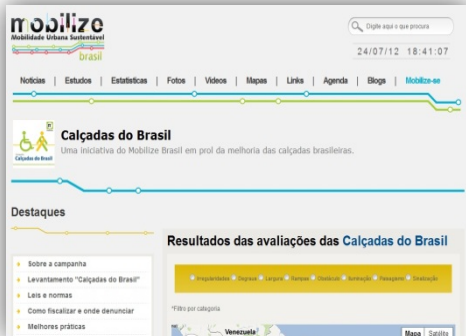 mobilize
Mobilidade Urbana Sustentável
brasil
Digite aqui o que procura
24/07/12 18:41:07
Notícias | Estudos | Estatísticas | Fotos | Vídeos | Mapas | Links | Agenda | Blogs | Mobilize-se
Calçadas do Brasil
Calçadas do Brasil
Uma iniciativa do Mobilize Brasil em prol da melhoria das calçadas brasileiras.
Destaques
Resultados das avaliações das Calçadas do Brasil
Sobre a campanha
Levantamento "Calçadas do Brasil"
Leis e normas
Como fiscalizar e onde denunciar
Melhores práticas
Irregularidades Degraus Largura Rampas Obstáculos Iluminação Paisagismo Sinalização
*Filtro por categoria
Venezuela
Mapa Satélite